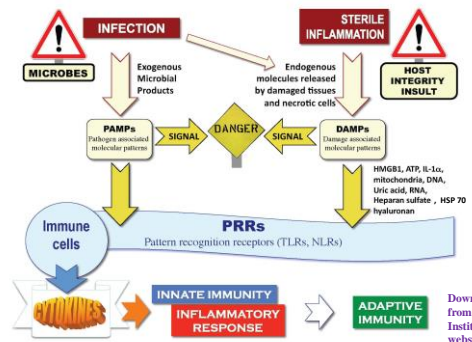 INFECTION
STERILE
INFLAMMATION
MICROBES
HOST
INTEGRITY
INSULT
Exogenous
Microbial
Products
Endogenous
molecules released
by damaged tissues
and necrotic cells
PAMPs
Pathogen associated
molecular patterns
SIGNAL
DANGER
SIGNAL
DAMPs
Damage associated
molecular patterns
HMGB1, ATP, IL-1α,
mitochondria, DNA,
Uric acid, RNA,
Heparan sulfate , HSP 70
hyaluronan
Immune
cells
PRRs
Pattern recognition receptors (TLRs, NLRs)
CYTOKINES
INNATE IMMUNITY
INFLAMMATORY
RESPONSE
ADAPTIVE
IMMUNITY
from